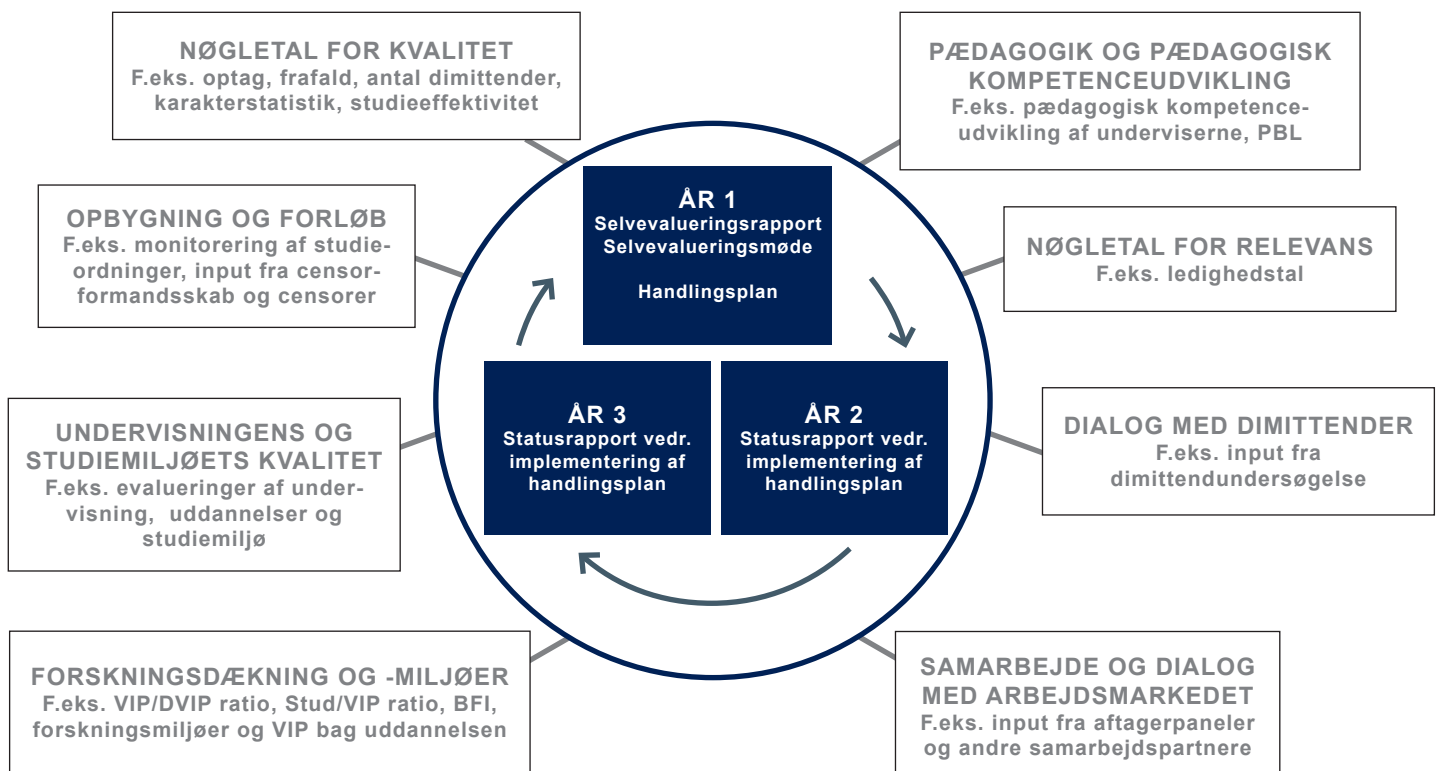 NØGLETAL FOR KVALITET
F.eks. optag, frafald, antal dimittender,
karakterstatistik, studieeffektivitet
PÆDAGOGIK OG PÆDAGOGISK
KOMPETENCEUDVIKLING
F.eks. pædagogisk kompetence-
udvikling af underviserne, PBL
OPBYGNING OG FORLØB
F.eks. monitorering af studie-
ordninger, input fra censor-
formandsskab og censorer
ÅR 1
Selvevalueringsrapport
Selvevalueringsmøde
Handlingsplan
NØGLETAL FOR RELEVANS
F.eks. ledighedstal
UNDERVISNINGENS OG
STUDIEMILJØETS KVALITET
F.eks. evalueringer af under-
visning, uddannelser og
studiemiljø
ÅR 3
Statusrapport vedr.
implementering af
handlingsplan
ÅR 2
Statusrapport vedr.
implementering af
handlingsplan
DIALOG MED DIMITTENDER
F.eks. input fra
dimittendundersøgelse
FORSKNINGSDÆKNING OG -MILJØER
F.eks. VIP/DVIP ratio, Stud/VIP ratio, BFI,
forskningsmiljøer og VIP bag uddannelsen
SAMARBEJDE OG DIALOG
MED ARBEJDSMARKEDET
F.eks. input fra aftagerpaneler
og andre samarbejdspartnere